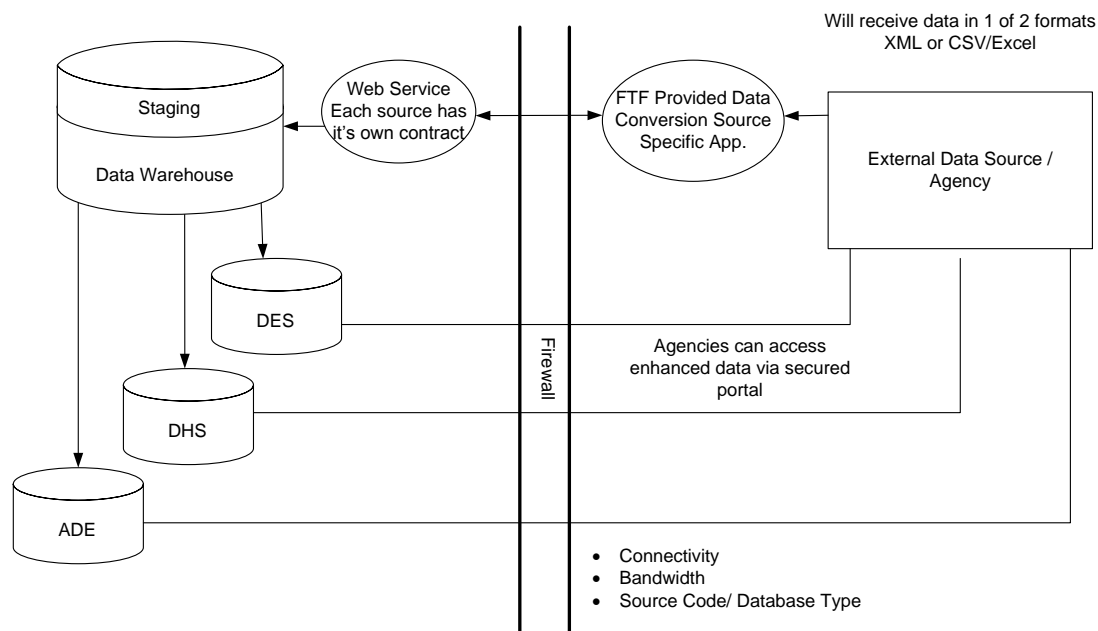 Will receive data in 1 of 2 formats
XML or CSV/Excel
Staging
Data Warehouse
Web Service
Each source has
it's own contract
FTF Provided Data
Conversion Source
Specific App.
External Data Source /
Agency
DES
DHS
ADE
Firewall
Agencies can access
enhanced data via secured
portal
• Connectivity
• Bandwidth
• Source Code/ Database Type